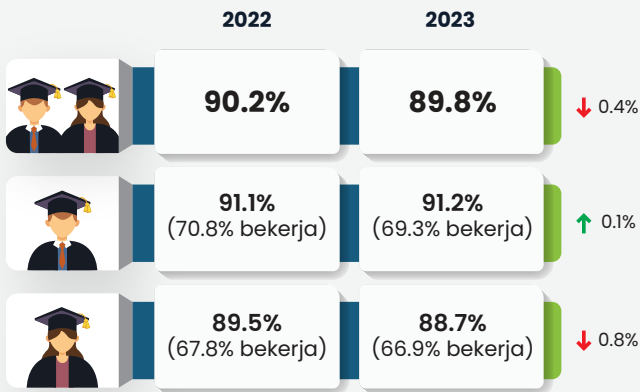 2022 2023
90.2% 89.8% 0.4%
91.1% 91.2% 0.1%
(70.8% bekerja) (69.3% bekerja)
89.5% 88.7% 0.8%
(67.8% bekerja) (66.9% bekerja)